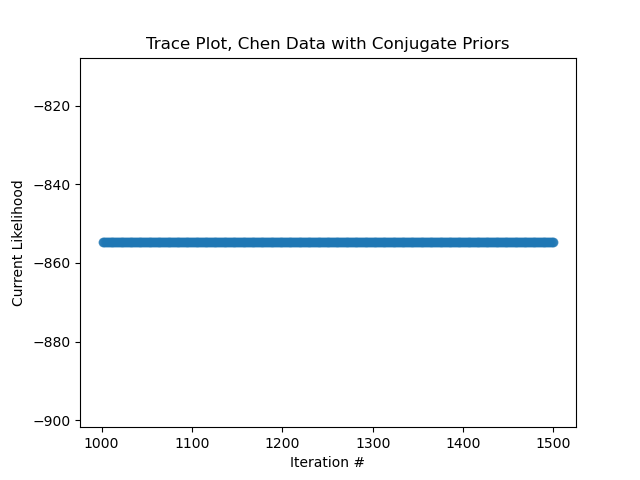 Trace Plot, Chen Data with Conjugate Priors
Current Likelihood
−820
−840
−860
−880
−900
1000 1100 1200 1300 1400 1500
Iteration #